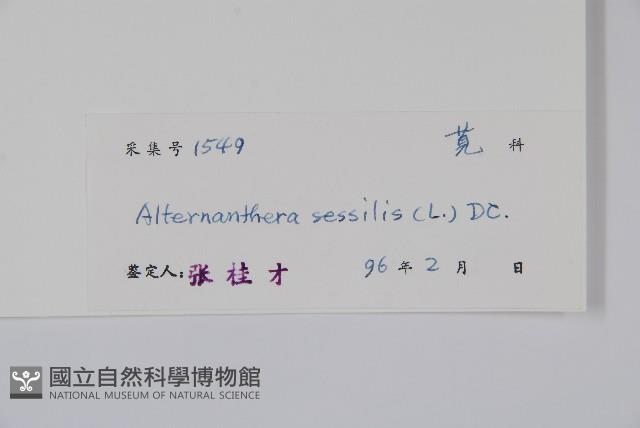 采集号 1549 苋 科
Alternanthera sessilis (L.) DC.
鉴定人: 张桂才 96 年 2 月 日
國立自然科學博物館
NATIONAL MUSEUM OF NATURAL SCIENCE